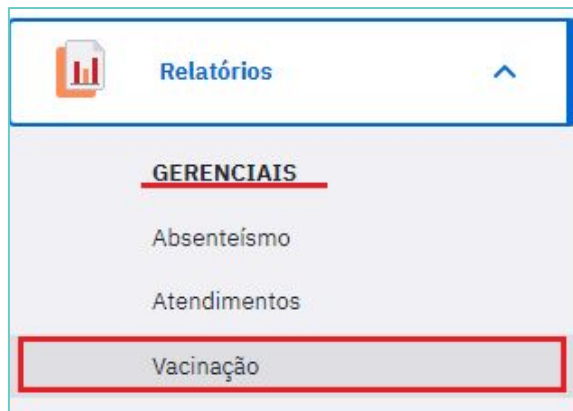 Relatórios
GERENCIAIS
Absenteísmo
Atendimentos
Vacinação